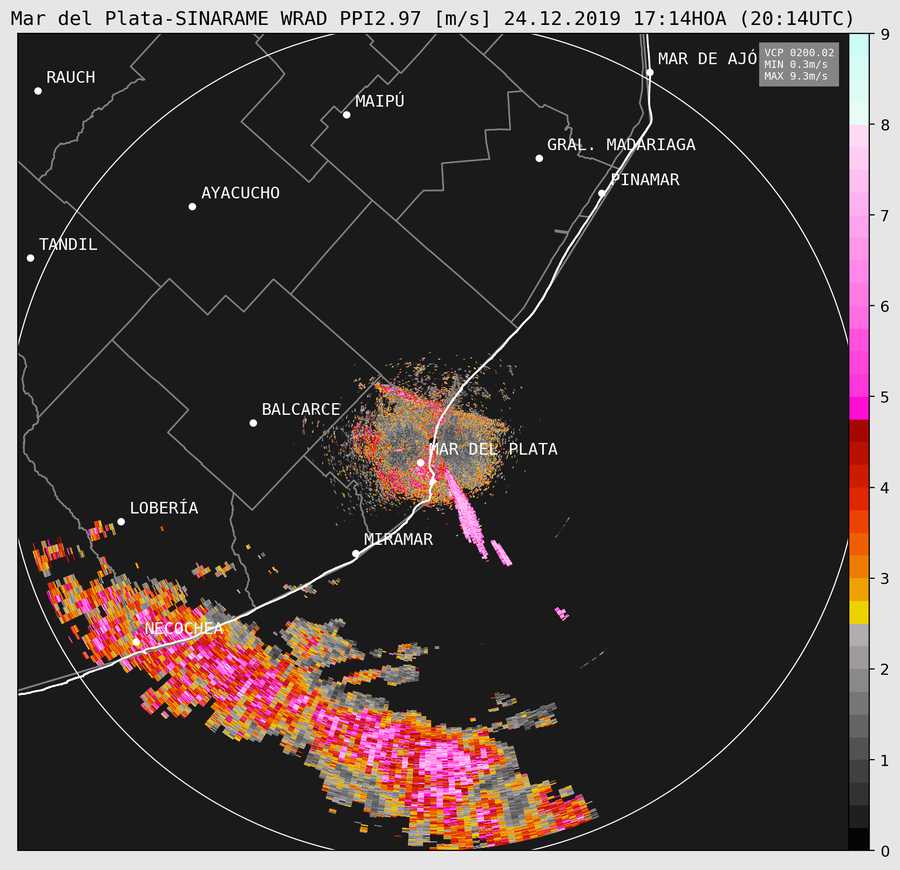 Mar del Plata-SINARAME WRAD PPI2.97 [m/s] 24.12.2019 17:14HOA (20:14UTC)
9
MAR DE AJÓ
VCP 0200.02
MIN 0.3m/s
MAX 9.3m/s
RAUCH
MAIPÚ
8
GRAL. MADARIAGA
PINAMAR
AYACUCHO
7
TANDIL
6
5
BALCARCE
MAR DEL PLATA
4
LOBERÍA
MIRAMAR
3
NECOCHEA
2
1
0